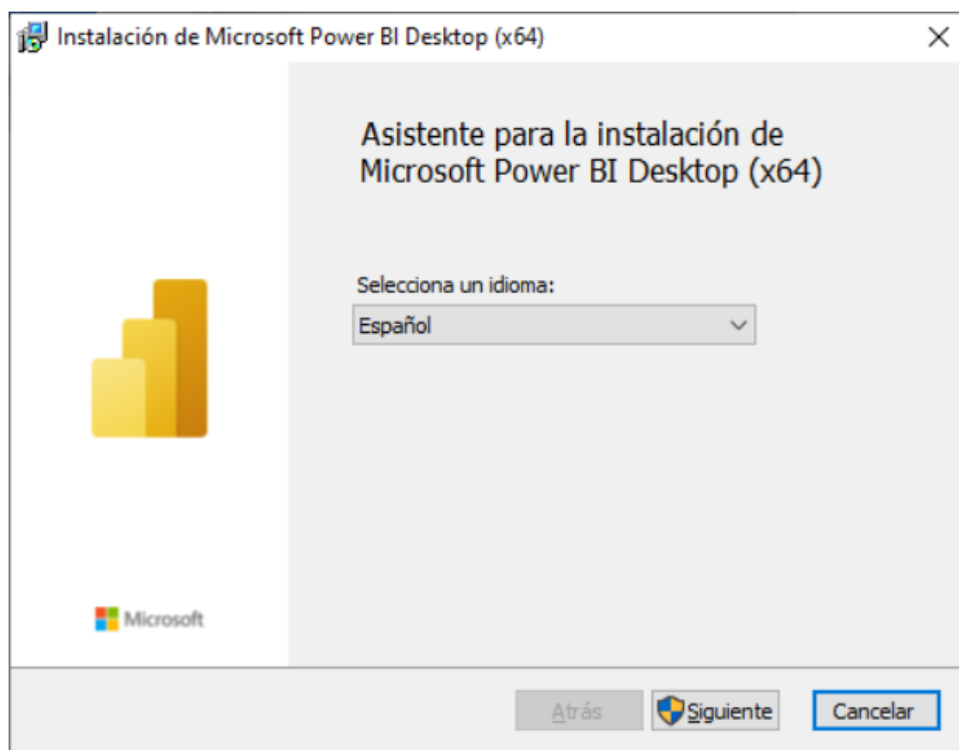 Instalación de Microsoft Power BI Desktop (x64)
Asistente para la instalación de
Microsoft Power BI Desktop (x64)
Selecciona un idioma:
Español
Microsoft
Atrás
Siguiente
Cancelar